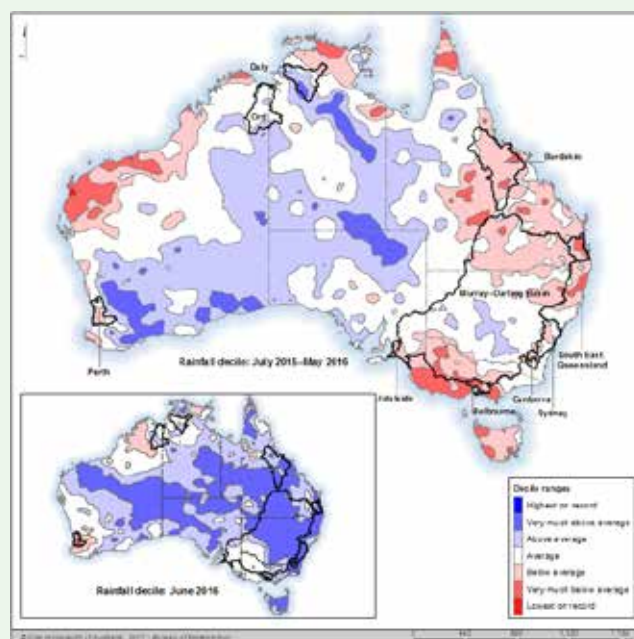 Daly
Ord
Burdekin
Murray–Darling Basin
South East
Queensland
Perth
Rainfall decile: July 2015–May 2016
Adelaide
Melbourne
Canberra
Sydney
Rainfall decile: June 2016
Decile ranges
Highest on record
Very much above average
Above average
Average
Below average
Very much below average
Lowest on record